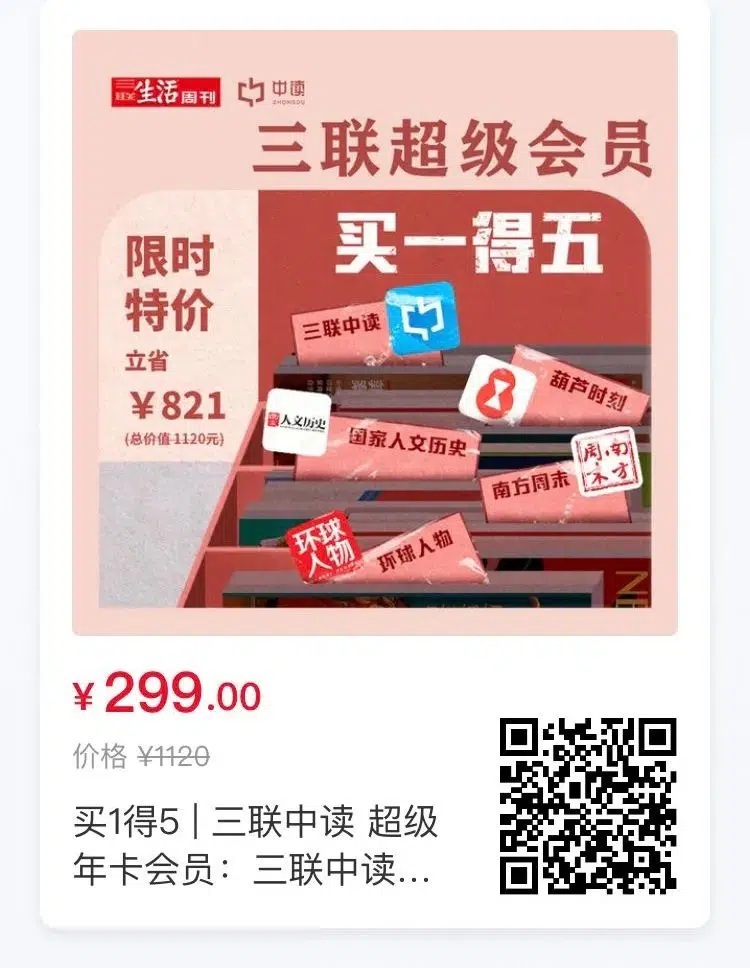 三联生活周刊
中读
ZHONGDU
三联超级会员
买一得五
限时
特价
立省
￥821
(总价值1120元)
三联中读
葫芦时刻
人文历史
国家人文历史
南方周末
南方周末
环球人物
环球人物
¥299.00
价格 ¥1120
买1得5 | 三联中读 超级
年卡会员：三联中读...